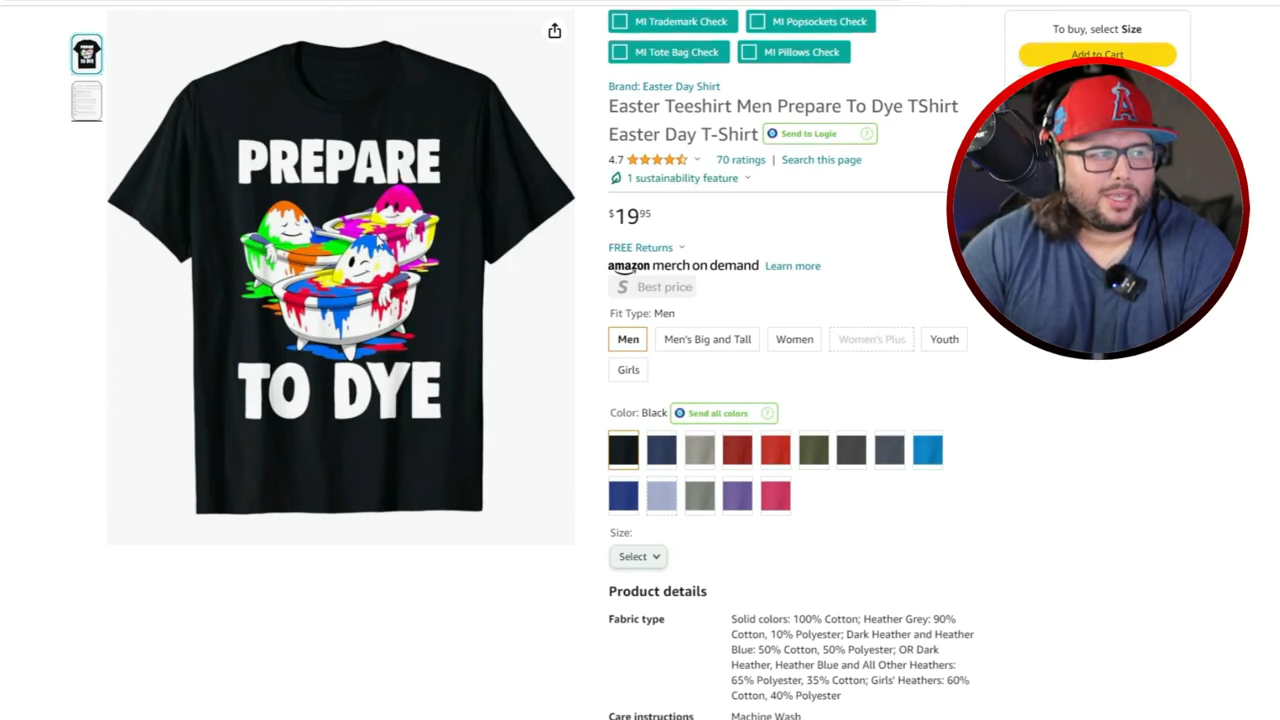 MI Trademark Check
MI Popsockets Check
MI Tote Bag Check
MI Pillows Check
Brand: Easter Day Shirt
Easter Teeshirt Men Prepare To Dye TShirt
Easter Day T-Shirt
Send to Logie
4.7
70 ratings | Search this page
1 sustainability feature
$19 95
FREE Returns
amazon merch on demand Learn more
S Best price
Fit Type: Men
Men
Men's Big and Tall
Women
Women's Plus
Youth
Girls
Color: Black
Send all colors
Size:
Select
Product details
Fabric type
Solid colors: 100% Cotton; Heather Grey: 90%
Cotton, 10% Polyester; Dark Heather and Heather
Blue: 50% Cotton, 50% Polyester; OR Dark
Heather, Heather Blue and All Other Heathers:
65% Polyester, 35% Cotton; Girls' Heathers: 60%
Cotton, 40% Polyester
Care instructions
Machine Wash
To buy, select Size
Add to Cart
PREPARE
TO DYE
A